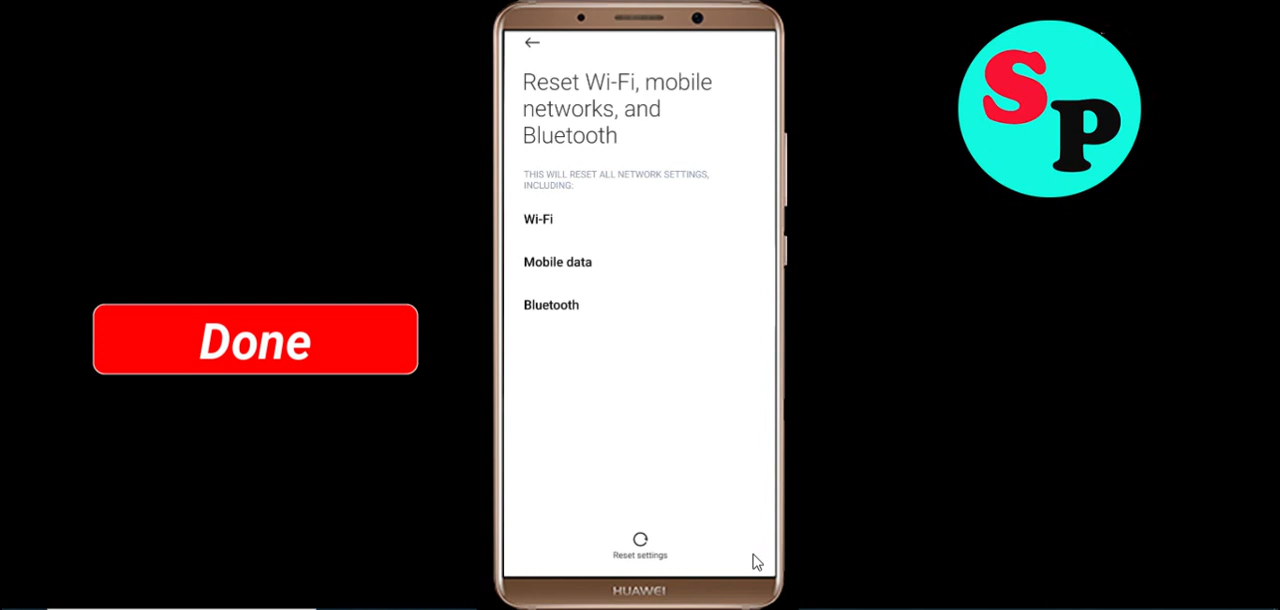 Reset Wi-Fi, mobile
networks, and
Bluetooth
THIS WILL RESET ALL NETWORK SETTINGS,
INCLUDING:
Wi-Fi
Mobile data
Bluetooth
Reset settings
HUAWEI
Done
SP